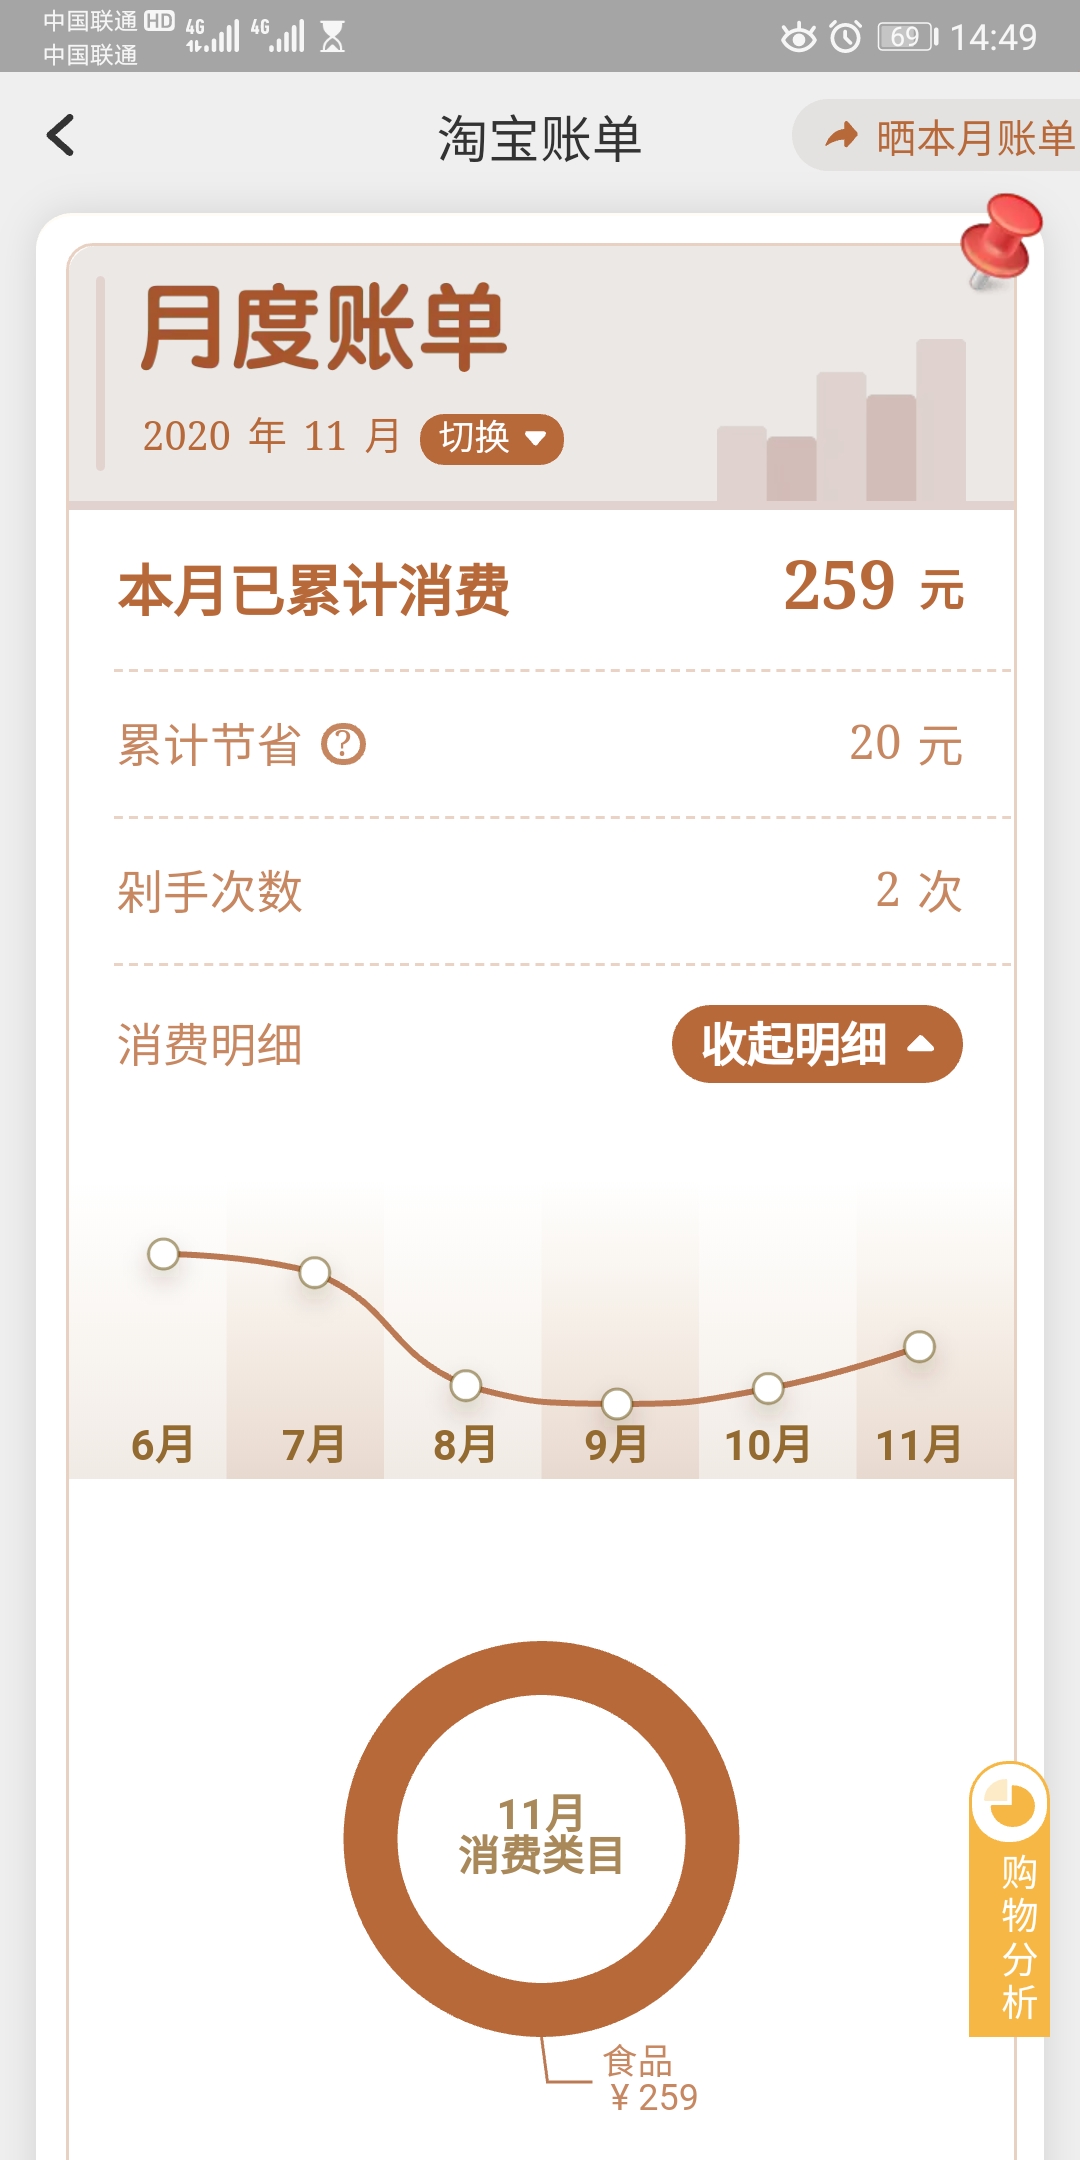 中国联通 HD
中国联通
4G 4G
69 14:49
淘宝账单
晒本月账单
月度账单
2020 年 11 月 切换
本月已累计消费 259 元
累计节省 ? 20 元
剁手次数 2 次
消费明细 收起明细
6月 7月 8月 9月 10月 11月
11月
消费类目
购物分析
食品
¥ 259